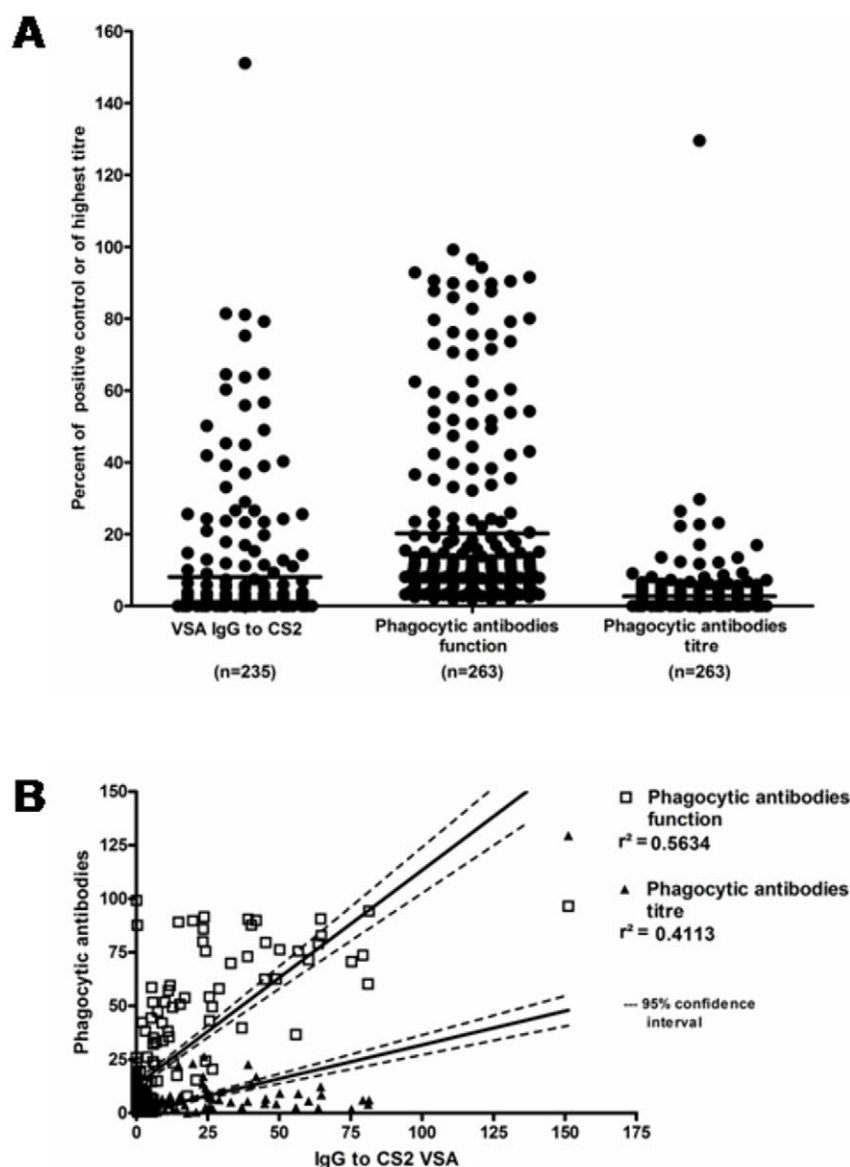 A
Percent of positive control or of highest titre
160
140
120
100
80
60
40
20
0
VSA IgG to CS2
(n=235)
Phagocytic antibodies
function
(n=263)
Phagocytic antibodies
titre
(n=263)
B
Phagocytic antibodies
150
125
100
75
50
25
0
0 25 50 75 100 125 150 175
IgG to CS2 VSA
Phagocytic antibodies
function
r² = 0.5634
Phagocytic antibodies
titre
r² = 0.4113
--- 95% confidence
interval